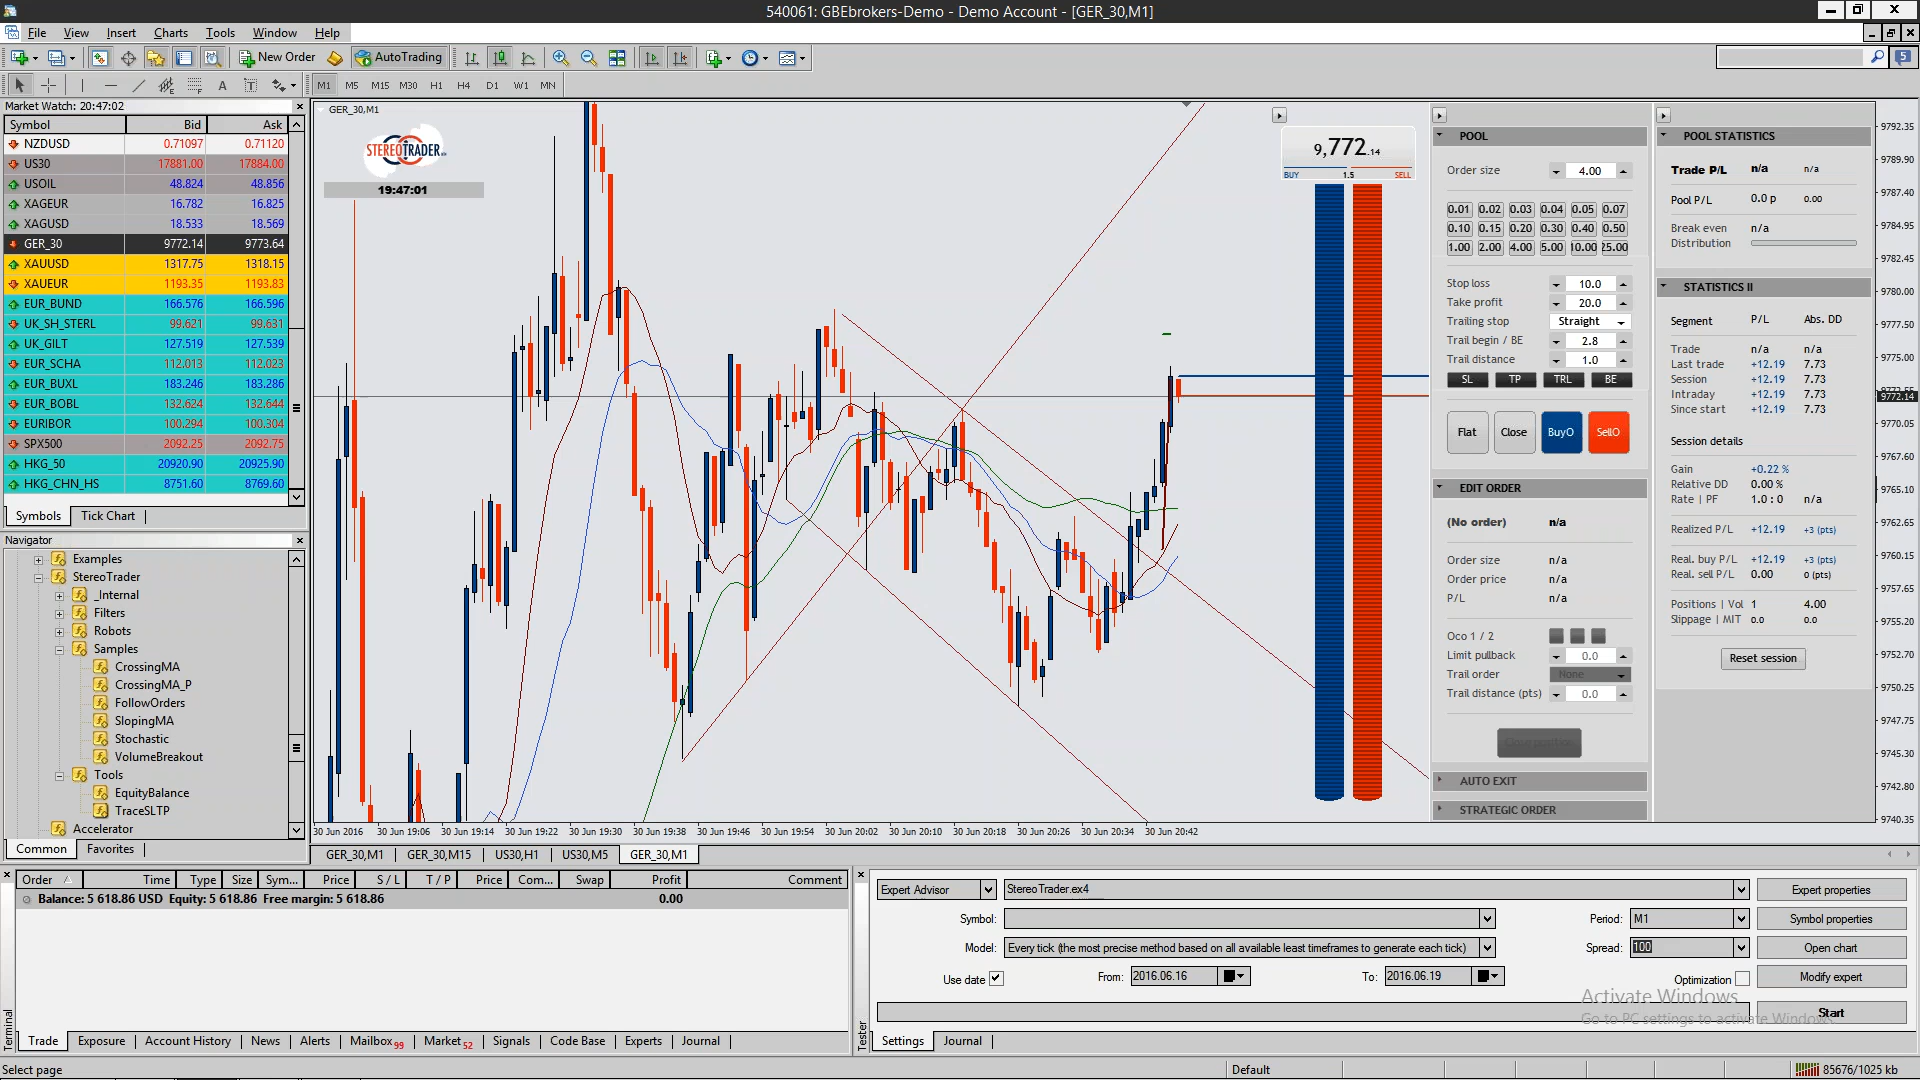 540061: GBEbrokers-Demo - Demo Account - [GER_30,M1]
File View Insert Charts Tools Window Help
New Order AutoTrading
5
M1 M5 M15 M30 H1 H4 D1 W1 MN
Market Watch: 20:47:02
Symbol Bid Ask
NZDUSD 0.71097 0.71120
US30 17881.00 17884.00
USOIL 48.824 48.856
XAGEUR 16.782 16.825
XAGUSD 18.533 18.569
GER_30 9772.14 9773.64
XAUUSD 1317.75 1318.15
XAUEUR 1193.35 1193.83
EUR_BUND 166.576 166.596
UK_SH_STERL 99.621 99.631
UK_GILT 127.519 127.539
EUR_SCHA 112.013 112.023
EUR_BUXL 183.246 183.286
EUR_BOBL 132.624 132.644
EURIBOR 100.294 100.304
SPX500 2092.25 2092.75
HKG_50 20920.90 20925.90
HKG_CHN_HS 8751.60 8769.60
Symbols Tick Chart
Navigator
Examples
StereoTrader
_Internal
Filters
Robots
Samples
CrossingMA
CrossingMA_P
FollowOrders
SlopingMA
Stochastic
VolumeBreakout
Tools
EquityBalance
TraceSLTP
Accelerator
Common Favorites
GER_30,M1
STEREOTRADER
19:47:01
9,772.14
BUY 1.5 SELL
POOL
Order size 4.00
0.01 0.02 0.03 0.04 0.05 0.07
0.10 0.15 0.20 0.30 0.40 0.50
1.00 2.00 4.00 5.00 10.00 25.00
Stop loss 10.0
Take profit 20.0
Trailing stop Straight
Trail begin / BE 2.8
Trail distance 1.0
SL TP TRL BE
Flat Close BuyO SellO
EDIT ORDER
(No order) n/a
Order size n/a
Order price n/a
P/L n/a
Oco 1 / 2
Limit pullback 0.0
Trail order None
Trail distance (pts) 0.0
Close position
AUTO EXIT
STRATEGIC ORDER
POOL STATISTICS
Trade P/L n/a n/a
Pool P/L 0.0 p 0.00
Break even n/a
Distribution
STATISTICS II
Segment P/L Abs. DD
Trade n/a n/a
Last trade +12.19 7.73
Session +12.19 7.73
Intraday +12.19 7.73
Since start +12.19 7.73
Session details
Gain +0.22 %
Relative DD 0.00 %
Rate | PF 1.0 : 0 n/a
Realized P/L +12.19 +3 (pts)
Real. buy P/L +12.19 +3 (pts)
Real. sell P/L 0.00 0 (pts)
Positions | Vol 1 4.00
Slippage | MIT 0.0 0.0
Reset session
9792.35
9789.90
9787.40
9784.95
9782.45
9780.00
9777.50
9775.00
9772.14
9770.05
9767.60
9765.10
9762.65
9760.15
9757.65
9755.20
9752.70
9750.25
9747.75
9745.30
9742.80
9740.35
30 Jun 2016 30 Jun 19:06 30 Jun 19:14 30 Jun 19:22 30 Jun 19:30 30 Jun 19:38 30 Jun 19:46 30 Jun 19:54 30 Jun 20:02 30 Jun 20:10 30 Jun 20:18 30 Jun 20:26 30 Jun 20:34 30 Jun 20:42
GER_30,M1 GER_30,M15 US30,H1 US30,M5 GER_30,M1
Order Time Type Size Sym... Price S / L T / P Price Com... Swap Profit Comment
Balance: 5 618.86 USD Equity: 5 618.86 Free margin: 5 618.86 0.00
Terminal
Trade Exposure Account History News Alerts Mailbox 99 Market 52 Signals Code Base Experts Journal
Expert Advisor StereoTrader.ex4 Expert properties
Symbol: Period: M1 Symbol properties
Model: Every tick (the most precise method based on all available least timeframes to generate each tick) Spread: 100 Open chart
Use date From: 2016.06.16 To: 2016.06.19 Optimization Modify expert
Start
Activate Windows
Go to PC settings to activate Windows.
Tester
Settings Journal
Select page Default 85676/1025 kb